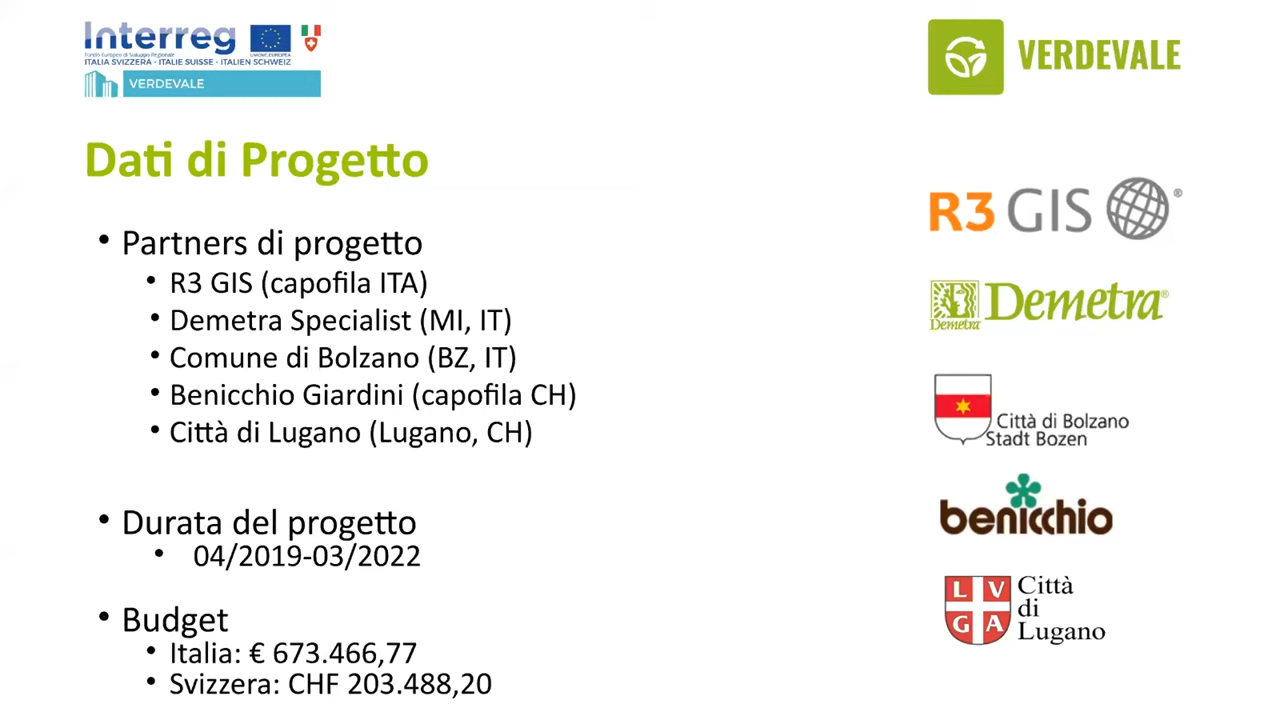 Interreg
Fondo Europeo di Sviluppo Regionale
UNIONE EUROPEA
ITALIA SVIZZERA - ITALIE SUISSE - ITALIEN SCHWEIZ
VERDEVALE
VERDEVALE
Dati di Progetto
• Partners di progetto
• R3 GIS (capofila ITA)
• Demetra Specialist (MI, IT)
• Comune di Bolzano (BZ, IT)
• Benicchio Giardini (capofila CH)
• Città di Lugano (Lugano, CH)
• Durata del progetto
• 04/2019-03/2022
• Budget
• Italia: € 673.466,77
• Svizzera: CHF 203.488,20
R3 GIS ®
Demetra
Demetra®
Città di Bolzano
Stadt Bozen
benicchio
LVGA
Città
di
Lugano